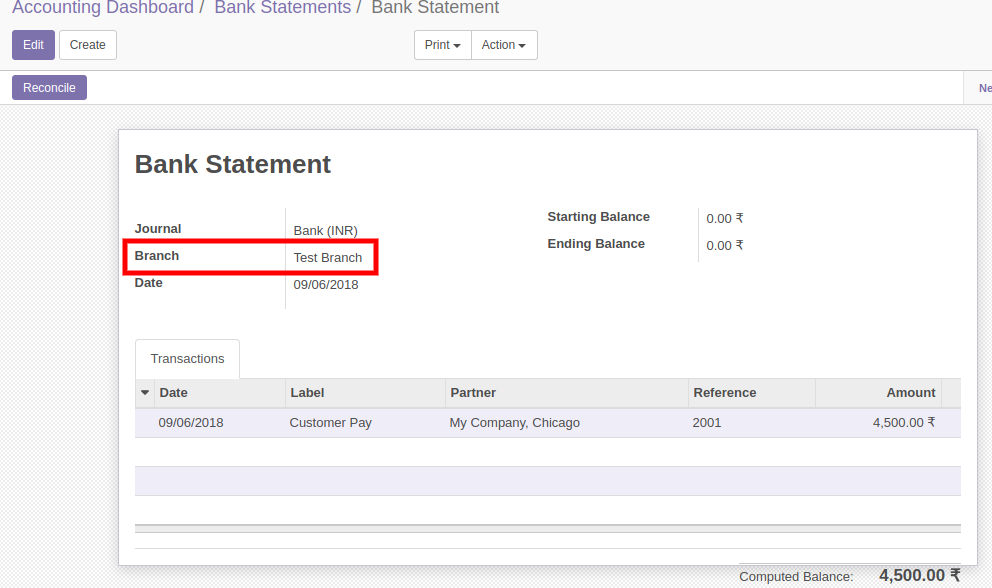 Accounting Dashboard / Bank Statements / Bank Statement
Edit Create Print Action
Reconcile Ne
Bank Statement
Journal Bank (INR)
Branch Test Branch
Date 09/06/2018
Starting Balance 0.00 ₹
Ending Balance 0.00 ₹
Transactions
Date Label Partner Reference Amount
09/06/2018 Customer Pay My Company, Chicago 2001 4,500.00 ₹
Computed Balance: 4,500.00 ₹